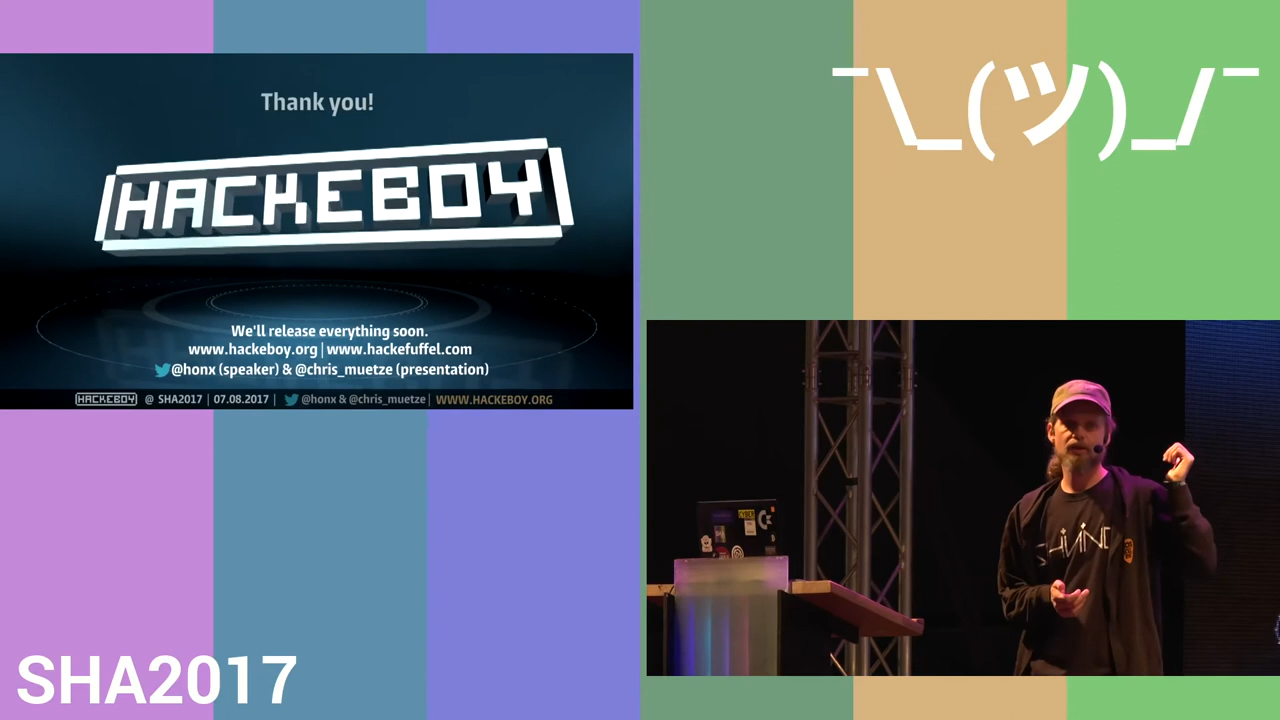 Thank you!
HACKEBOY
We'll release everything soon.
www.hackeboy.org | www.hackefuffel.com
@honx (speaker) & @chris_muetze (presentation)
HACKEBOY @ SHA2017 | 07.08.2017 | @honx & @chris_muetze | WWW.HACKEBOY.ORG
¯\_(ツ)_/¯
CYBER
SHA2017